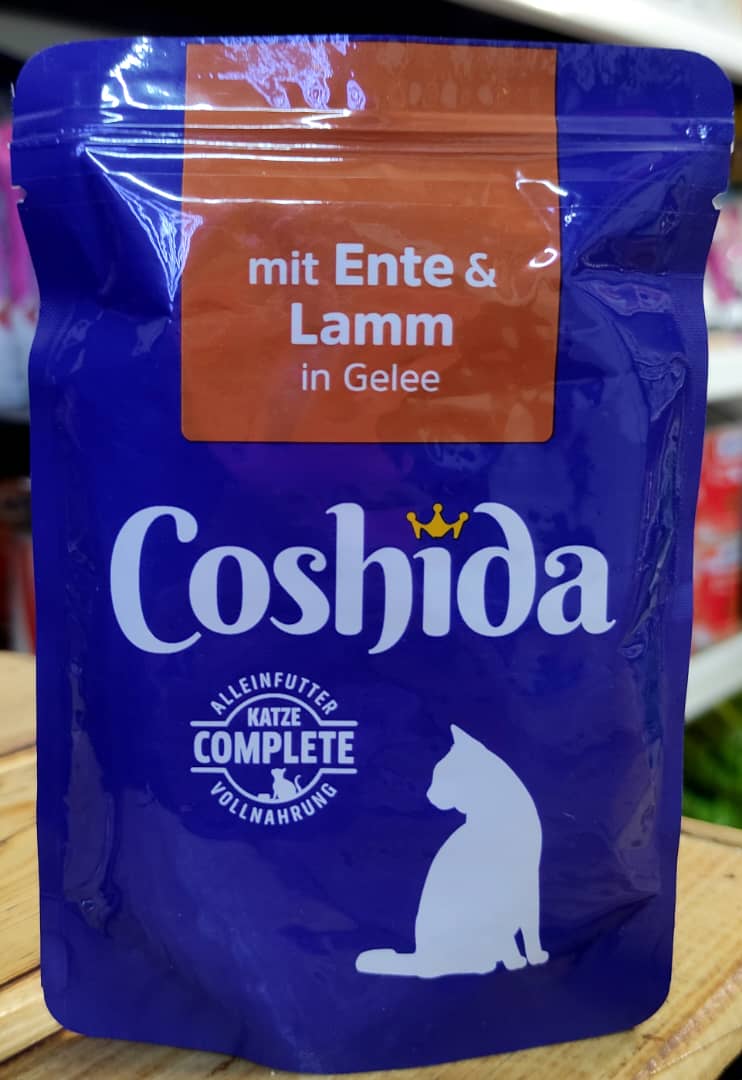 mit Ente &
Lamm
in Gelee
Coshida
ALLEINFUTTER
KATZE
COMPLETE
VOLLNAHRUNG